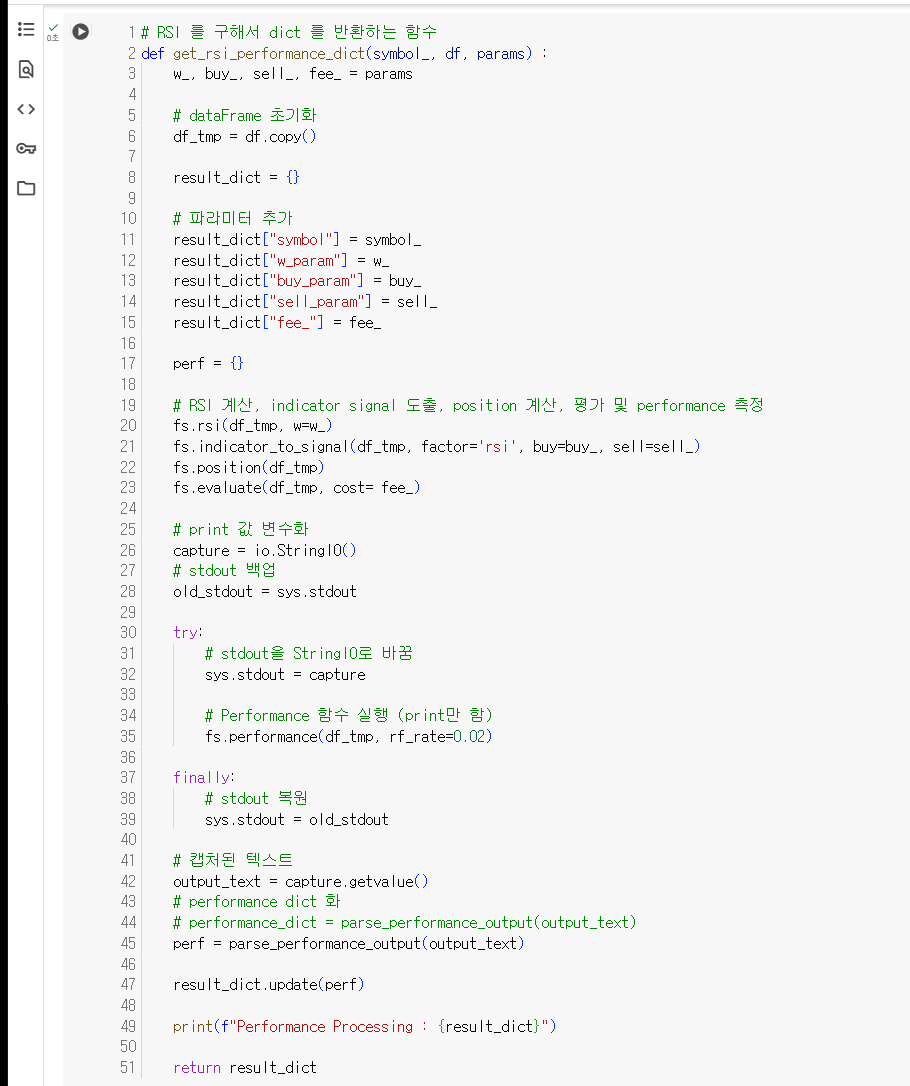 0초
1 # RSI 를 구해서 dict 를 반환하는 함수
2 def get_rsi_performance_dict(symbol_, df, params) :
3     w_, buy_, sell_, fee_ = params
4
5     # dataFrame 초기화
6     df_tmp = df.copy()
7
8     result_dict = {}
9
10     # 파라미터 추가
11     result_dict["symbol"] = symbol_
12     result_dict["w_param"] = w_
13     result_dict["buy_param"] = buy_
14     result_dict["sell_param"] = sell_
15     result_dict["fee_"] = fee_
16
17     perf = {}
18
19     # RSI 계산, indicator signal 도출, position 계산, 평가 및 performance 측정
20     fs.rsi(df_tmp, w=w_)
21     fs.indicator_to_signal(df_tmp, factor='rsi', buy=buy_, sell=sell_)
22     fs.position(df_tmp)
23     fs.evaluate(df_tmp, cost= fee_)
24
25     # print 값 변수화
26     capture = io.StringIO()
27     # stdout 백업
28     old_stdout = sys.stdout
29
30     try:
31         # stdout을 StringIO로 바꿈
32         sys.stdout = capture
33
34         # Performance 함수 실행 (print만 함)
35         fs.performance(df_tmp, rf_rate=0.02)
36
37     finally:
38         # stdout 복원
39         sys.stdout = old_stdout
40
41     # 캡처된 텍스트
42     output_text = capture.getvalue()
43     # performance dict 화
44     # performance_dict = parse_performance_output(output_text)
45     perf = parse_performance_output(output_text)
46
47     result_dict.update(perf)
48
49     print(f"Performance Processing : {result_dict}")
50
51     return result_dict